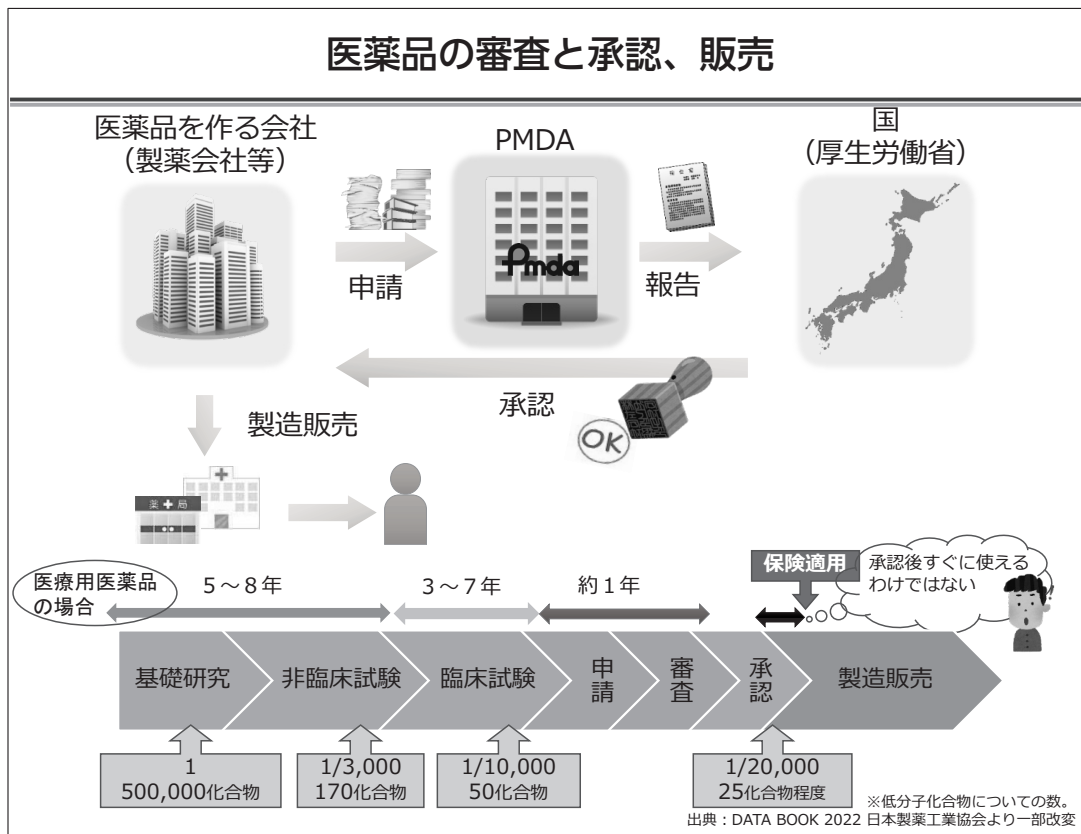 医薬品の審査と承認、販売
医薬品を作る会社
（製薬会社等）
PMDA
国
（厚生労働省）
申請
Pmda
報告
承認
OK
製造販売
薬 局
医療用医薬品
の場合
5～8年
3～7年
約1年
保険適用
承認後すぐに使える
わけではない
基礎研究
非臨床試験
臨床試験
申請
審査
承認
製造販売
1
500,000化合物
1/3,000
170化合物
1/10,000
50化合物
1/20,000
25化合物程度
※低分子化合物についての数。
出典：DATA BOOK 2022 日本製薬工業協会より一部改変